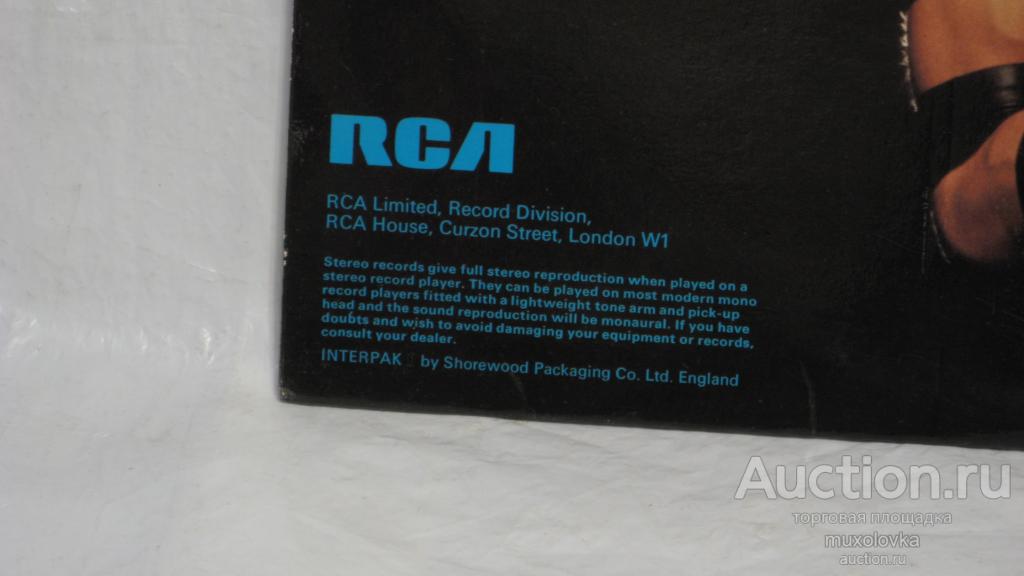 RCA
RCA Limited, Record Division,
RCA House, Curzon Street, London W1
Stereo records give full stereo reproduction when played on a
stereo record player. They can be played on most modern mono
record players fitted with a lightweight tone arm and pick-up
head and the sound reproduction will be monaural. If you have
doubts and wish to avoid damaging your equipment or records,
consult your dealer.
INTERPAK by Shorewood Packaging Co. Ltd. England
Auction.ru
торговая площадка
muxolovka
auction.ru